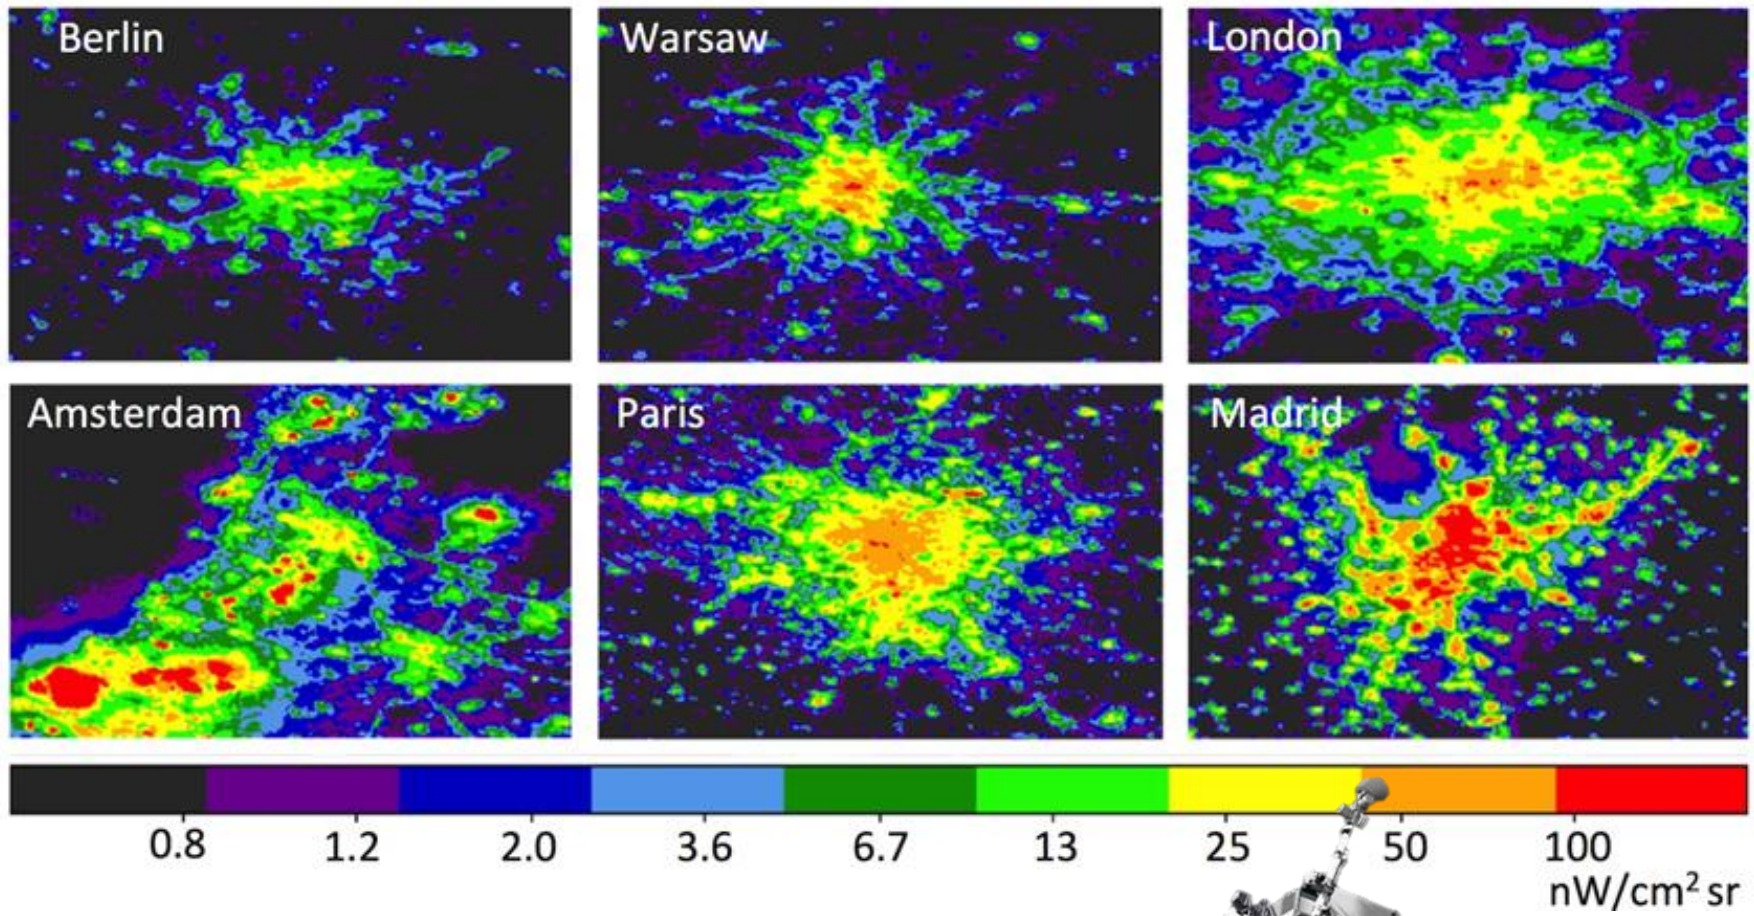 Berlin
Warsaw
London
Amsterdam
Paris
Madrid
0.8 1.2 2.0 3.6 6.7 13 25 50 100
nW/cm² sr